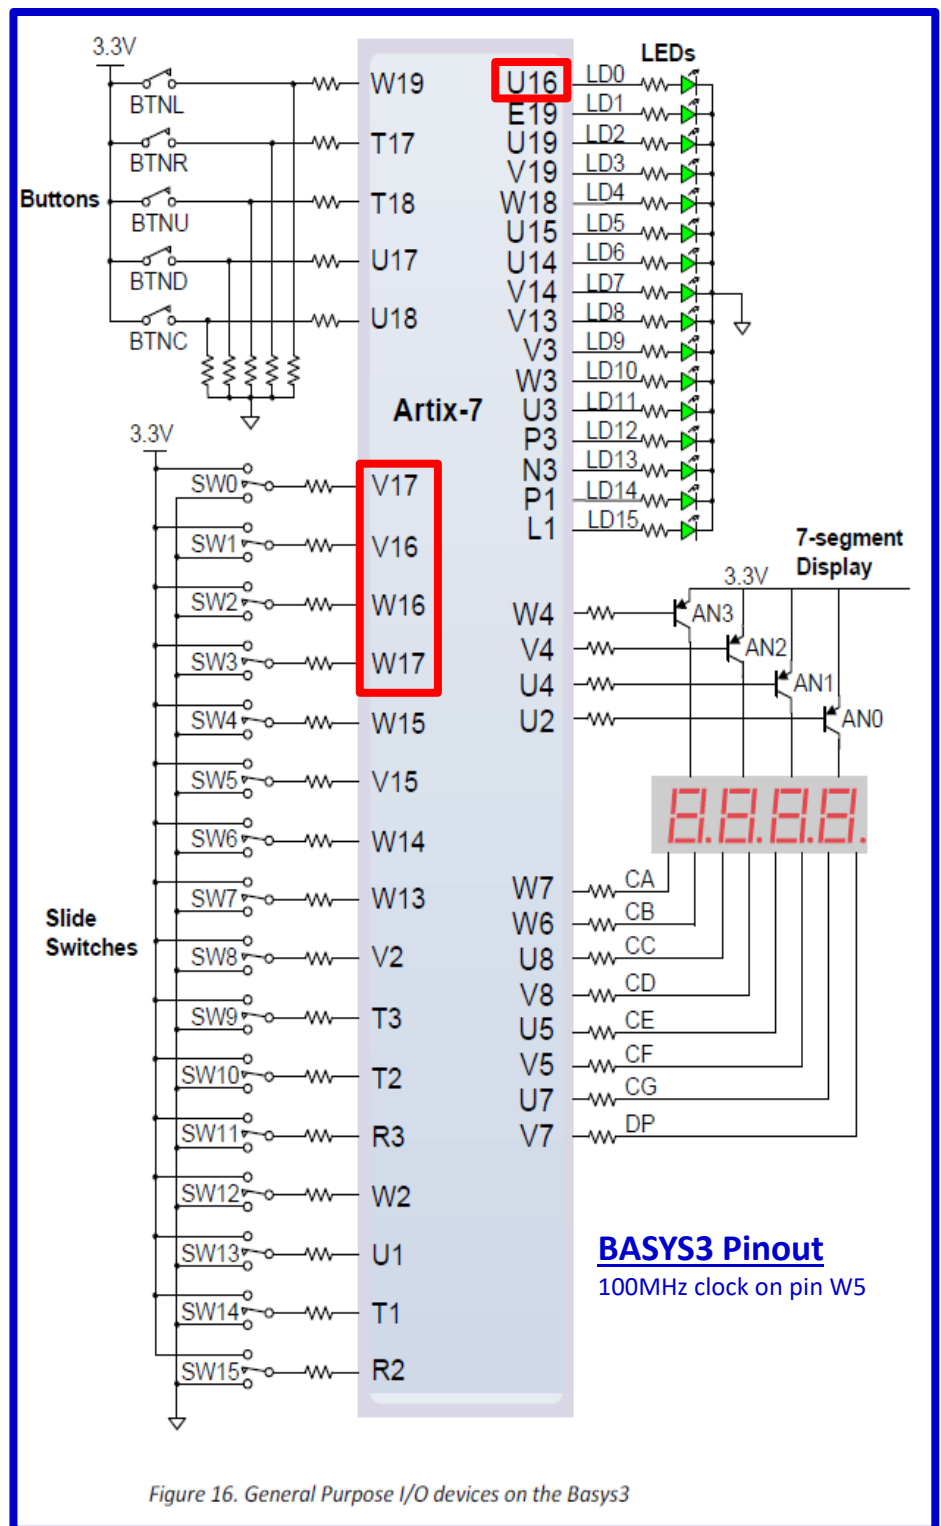 3.3V
BTNL
BTNR
Buttons
BTNU
BTND
BTNC
W19
T17
T18
U17
U18
Artix-7
LEDs
U16 LD0
E19 LD1
U19 LD2
V19 LD3
W18 LD4
U15 LD5
U14 LD6
V14 LD7
V13 LD8
V3 LD9
W3 LD10
U3 LD11
P3 LD12
N3 LD13
P1 LD14
L1 LD15
3.3V
SW0 V17
SW1 V16
SW2 W16
SW3 W17
SW4 W15
SW5 V15
SW6 W14
SW7 W13
Slide
Switches
SW8 V2
SW9 T3
SW10 T2
SW11 R3
SW12 W2
SW13 U1
SW14 T1
SW15 R2
7-segment
Display
3.3V
W4 AN3
V4 AN2
U4 AN1
U2 AN0
8.8.8.8.
W7 CA
W6 CB
U8 CC
V8 CD
U5 CE
V5 CF
U7 CG
V7 DP
BASYS3 Pinout
100MHz clock on pin W5
Figure 16. General Purpose I/O devices on the Basys3